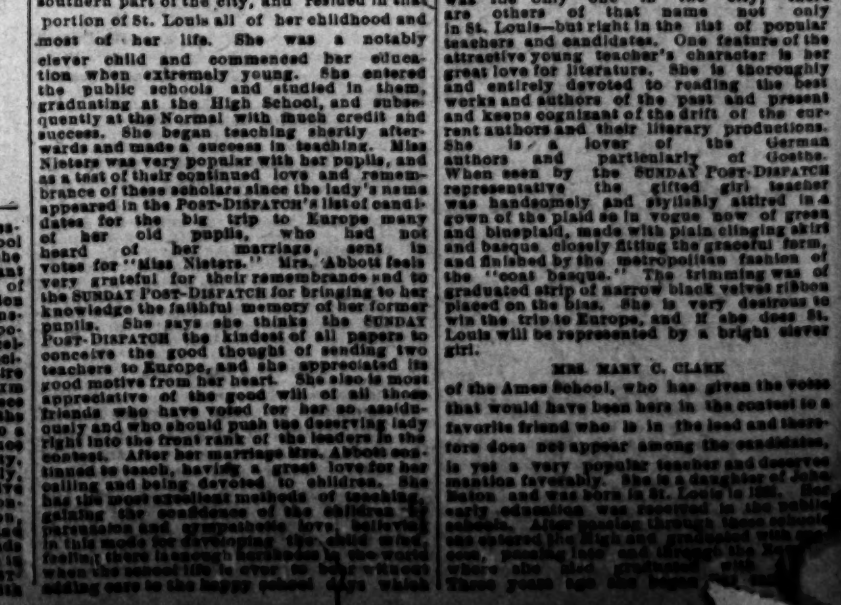 southern part of the city, and resided in that
portion of St. Louis all of her childhood and
most of her life. She was a notably
clever child and commenced her educa-
tion when extremely young. She entered
the public schools and studied in them,
graduating at the High School, and subse-
quently at the Normal with much credit and
success. She began teaching shortly after-
wards and made a success in teaching. Miss
Nisters was very popular with her pupils, and
as a test of their continued love and remem-
brance of these scholars since the lady's name
appeared in the POST-DISPATCH'S list of candi-
dates for the big trip to Europe many
of her old pupils, who had not
heard of her marriage, sent in
votes for "Miss Nisters." Mrs. Abbott feels
very grateful for their remembrance and to
the SUNDAY POST-DISPATCH for bringing to her
knowledge the faithful memory of her former
pupils. She says she thinks the SUNDAY
POST-DISPATCH the kindest of all papers to
conceive the good thought of sending two
teachers to Europe, and she appreciated its
good motive from her heart. She also is most
appreciative of the good will of all those
friends who have voted for her so assidu-
ously and who should push the deserving lady
right into the front rank of the leaders in the
contest. After her marriage Mrs. Abbott con-
tinued to teach, having a great love for her
calling and being devoted to children. She
has the most excellent methods of teaching,
gaining the confidence of the children by
persuasion and sympathetic love, believing
in this mode for developing the child mind,
feeling there is enough harshness in the world
when the school life is over to bear without
adding care to the happy school days which
was the only one in the city, there
are others of that name not only
in St. Louis—but right in the list of popular
teachers and candidates. One feature of the
attractive young teacher's character is her
great love for literature. She is thoroughly
and entirely devoted to reading the best
works and authors of the past and present
and keeps cognizant of the drift of the cur-
rent authors and their literary productions.
She is a lover of the German
authors and particularly of Goethe.
When seen by the SUNDAY POST-DISPATCH
representative the gifted girl teacher
was handsomely and stylishly attired in a
gown of the plaid so in vogue now of green
and blue plaid, made with plain clinging skirt
and basque closely fitting the graceful form,
and finished by the metropolitan fashion of
the "coat basque." The trimming was of
graduated strip of narrow black velvet ribbon
placed on the bias. She is very desirous to
win the trip to Europe, and if she does St.
Louis will be represented by a bright clever
girl.
MRS. MARY C. CLARK
of the Ames School, who has given the votes
that would have been hers in the contest to a
favorite friend who is in the lead and there-
fore does not appear among the candidates,
is yet a very popular teacher and deserves
mention favorably. She is a daughter of John
Eaton and was born in St. Louis in
early education was received in the public
schools. After passing through these schools
she entered the High and graduated with
coming late and through the
where she also graduated with
Three years ago she began